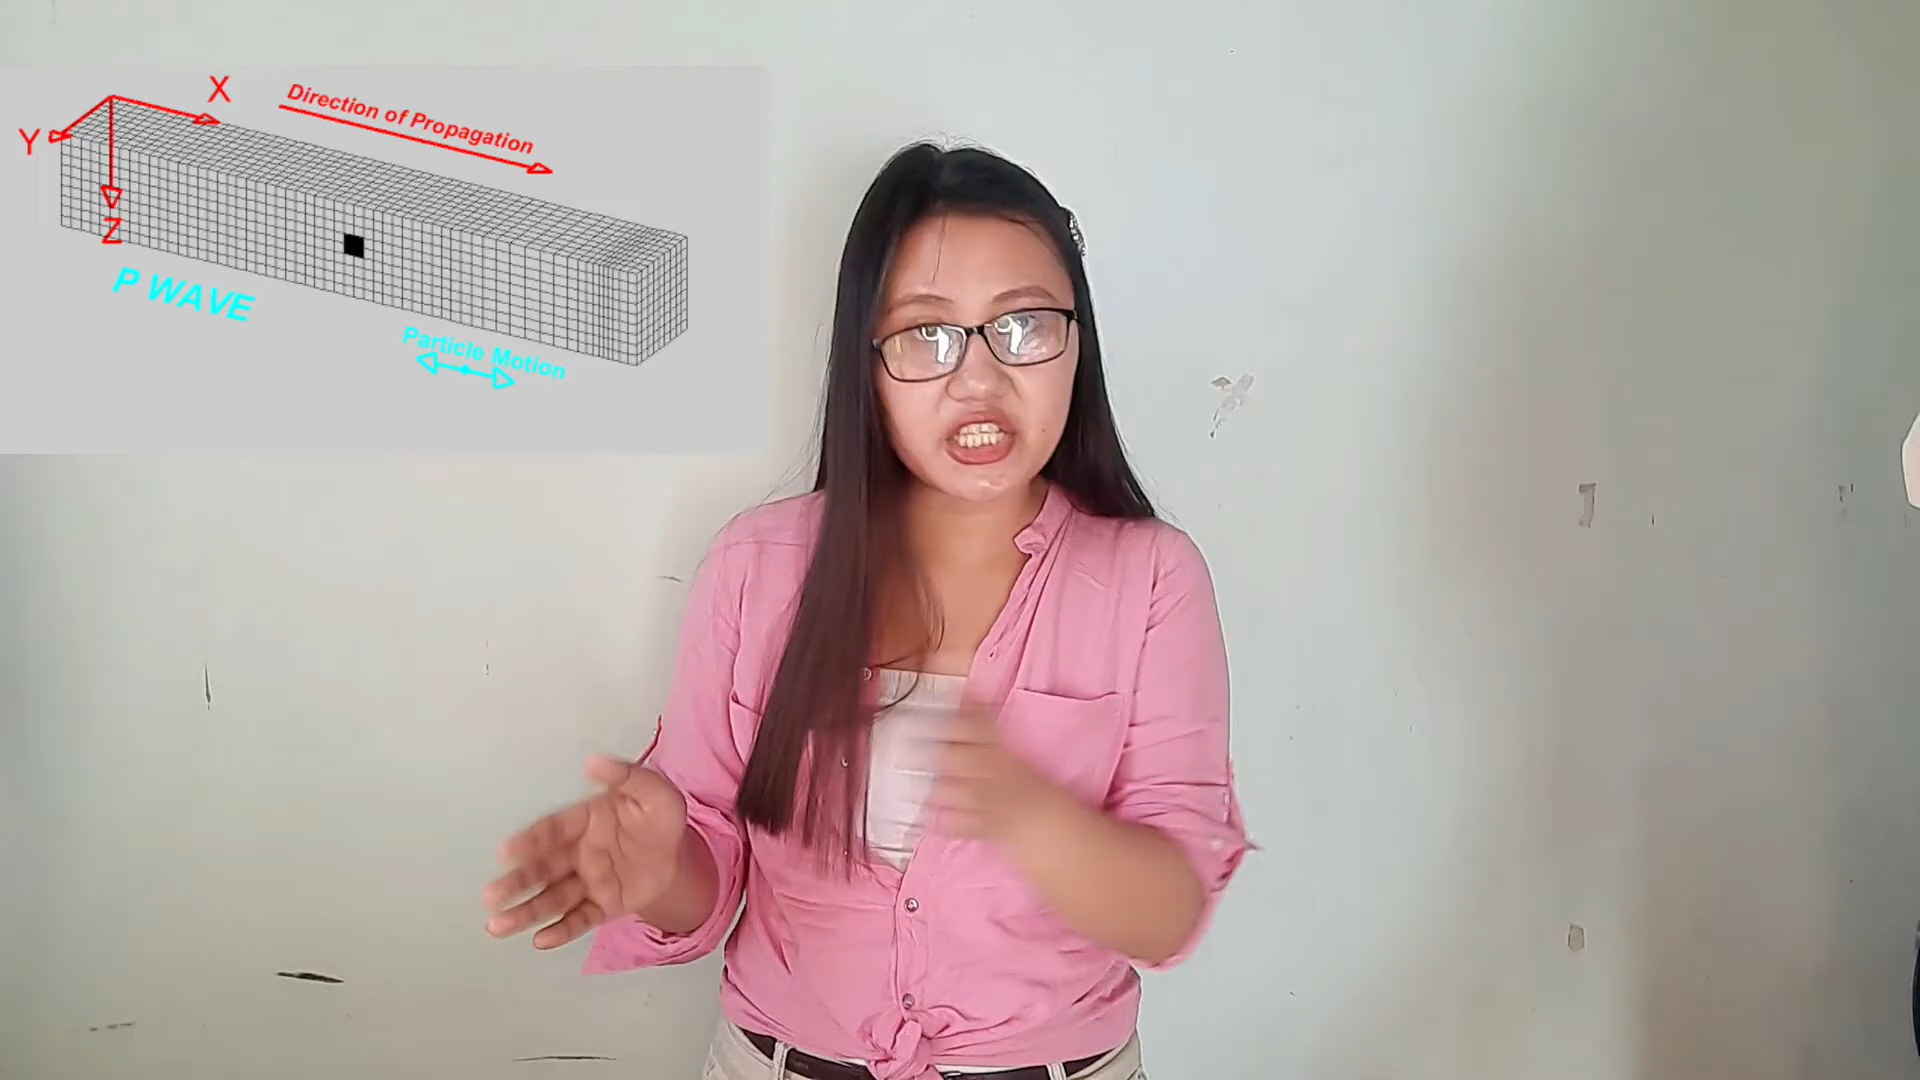 X
Direction of Propagation
Y
Z
P WAVE
Particle Motion